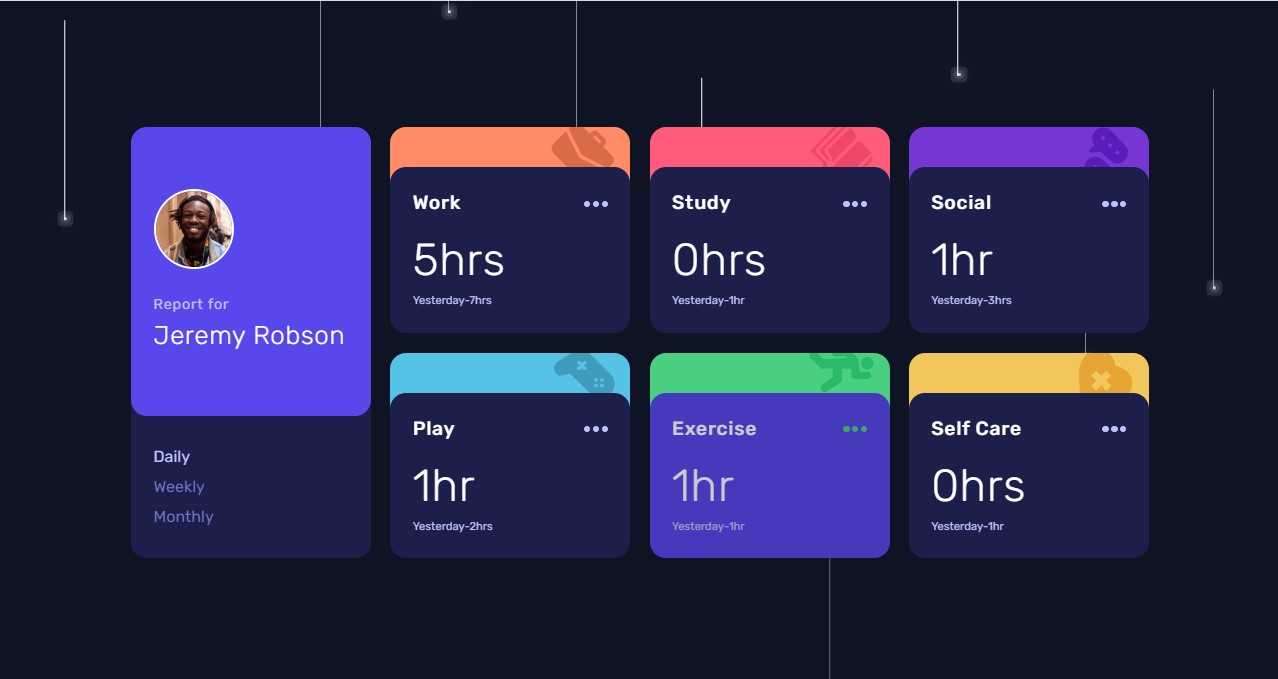 Report for
Jeremy Robson
Daily
Weekly
Monthly
Work
5hrs
Yesterday-7hrs
Study
0hrs
Yesterday-1hr
Social
1hr
Yesterday-3hrs
Play
1hr
Yesterday-2hrs
Exercise
1hr
Yesterday-1hr
Self Care
0hrs
Yesterday-1hr